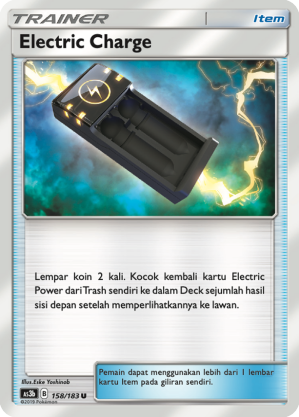 TRAINER Item
Electric Charge
Lempar koin 2 kali. Kocok kembali kartu Electric
Power dari Trash sendiri ke dalam Deck sejumlah hasil
sisi depan setelah memperlihatkannya ke lawan.
Illus.Eske Yoshinob
AS3b B 158/183 U
©2019 Pokémon
Pemain dapat menggunakan lebih dari 1 lembar
kartu Item pada giliran sendiri.